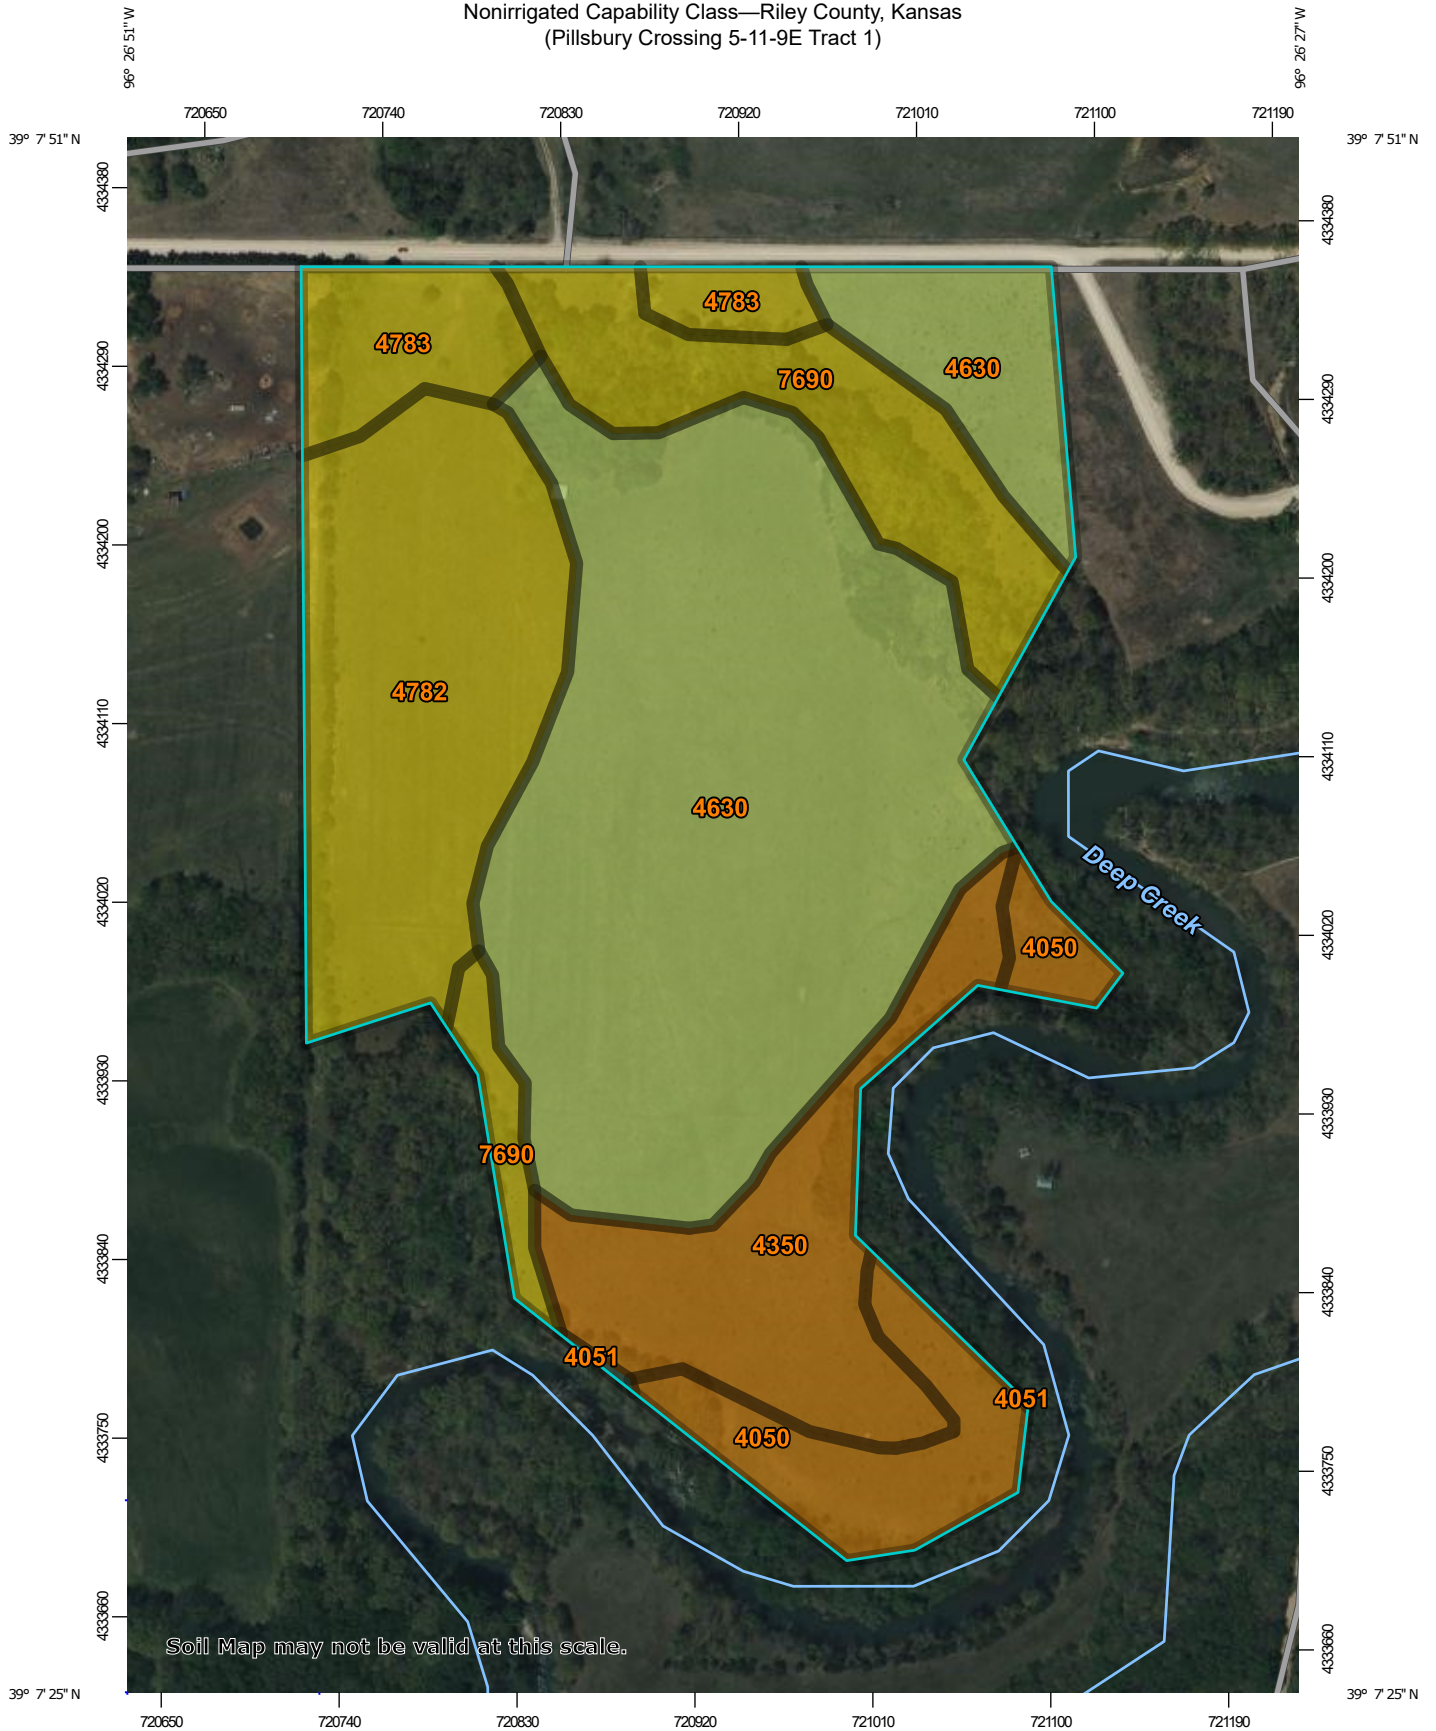 Nonirrigated Capability Class—Riley County, Kansas
(Pillsbury Crossing 5-11-9E Tract 1)
96° 26' 51'' W
96° 26' 27'' W
720650 720740 720830 720920 721010 721100 721190
39° 7' 51'' N
39° 7' 51'' N
4334380
4334380
4783
4783
4334290
4334290
4630
7690
4334200
4334200
4782
4334110
4334110
4630
Deep Creek
4334020
4334020
4050
4333930
4333930
7690
4350
4333840
4333840
4051
4051
4050
4333750
4333750
4333660
4333660
Soil Map may not be valid at this scale.
39° 7' 25'' N
39° 7' 25'' N
720650 720740 720830 720920 721010 721100 721190